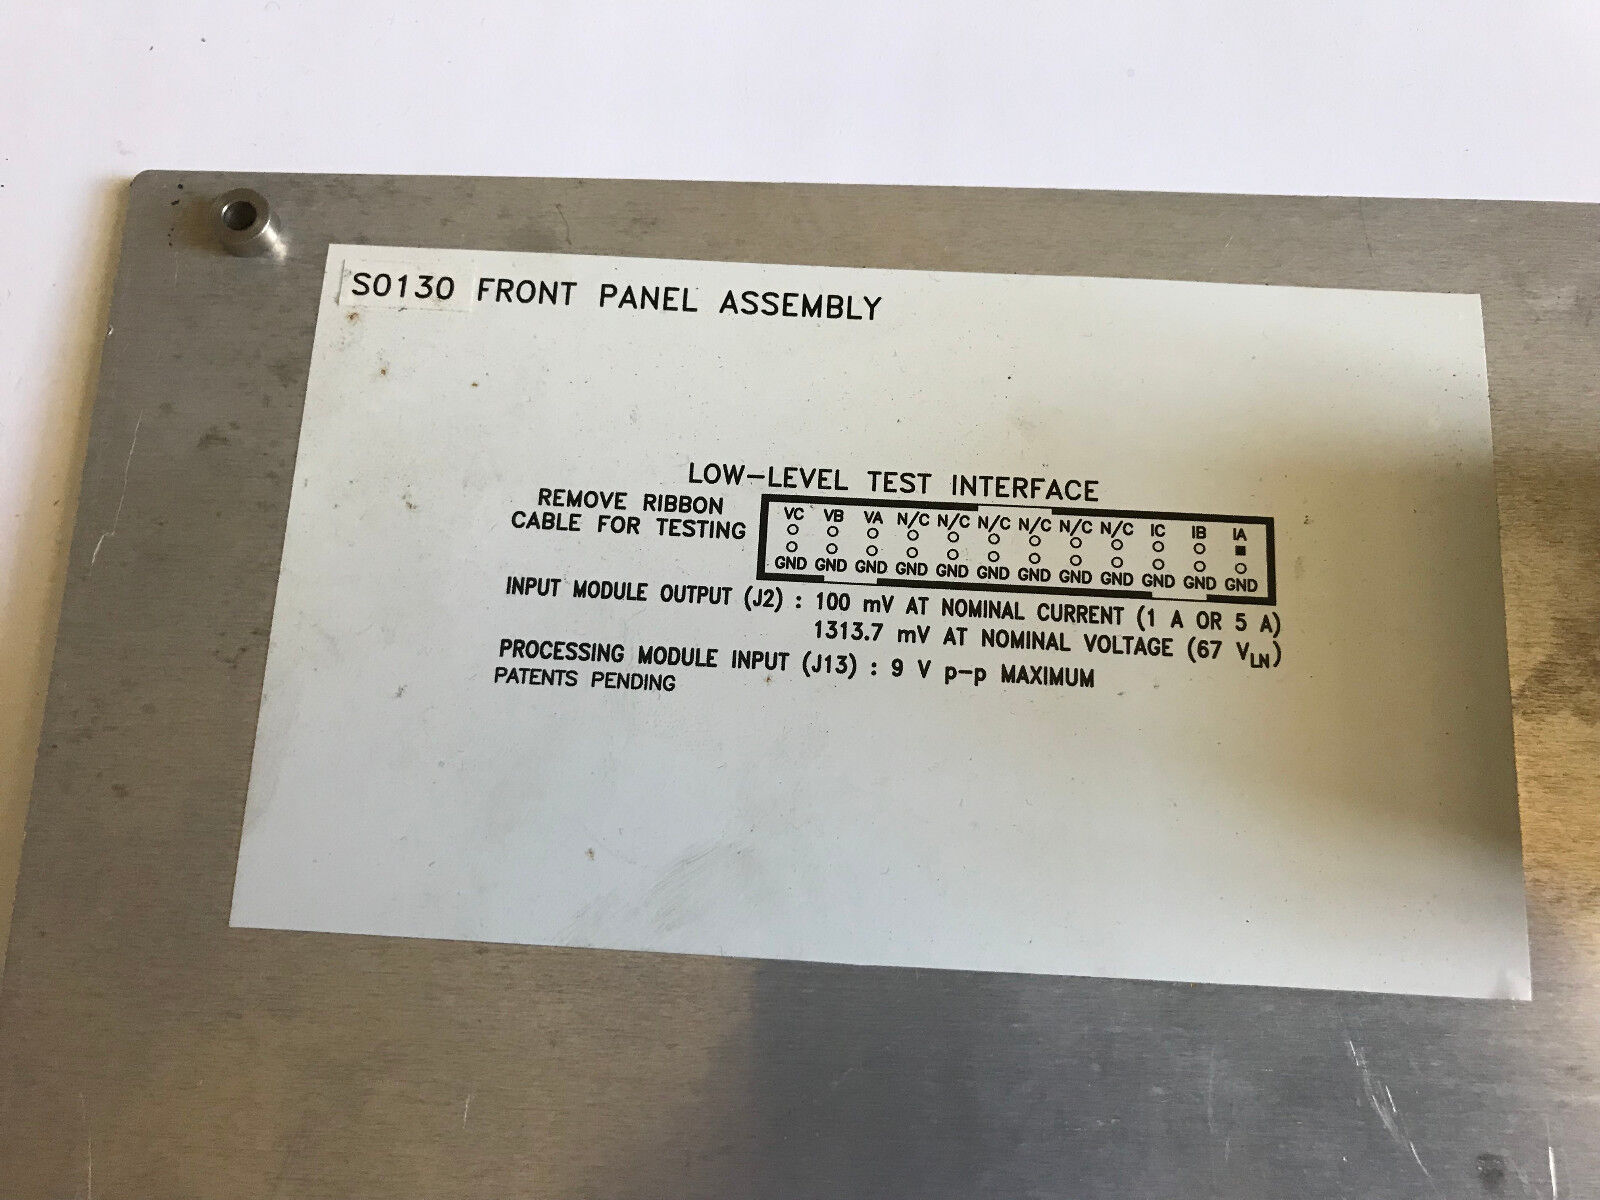 S0130 FRONT PANEL ASSEMBLY
LOW-LEVEL TEST INTERFACE
REMOVE RIBBON
CABLE FOR TESTING
VC VB VA N/C N/C N/C N/C N/C N/C IC IB IA
GND GND GND GND GND GND GND GND GND GND GND GND
INPUT MODULE OUTPUT (J2) : 100 mV AT NOMINAL CURRENT (1 A OR 5 A)
1313.7 mV AT NOMINAL VOLTAGE (67 VLN)
PROCESSING MODULE INPUT (J13) : 9 V p-p MAXIMUM
PATENTS PENDING